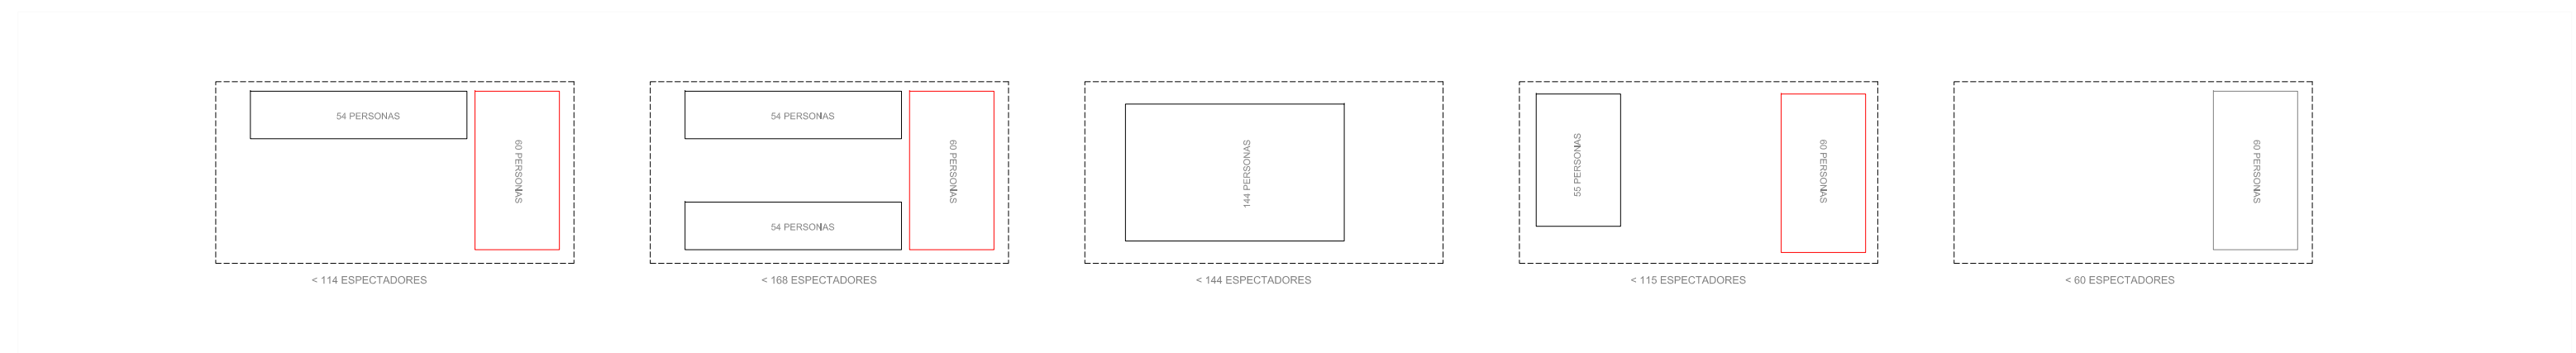 54 PERSONAS
60 PERSONAS
< 114 ESPECTADORES
54 PERSONAS
60 PERSONAS
54 PERSONAS
< 168 ESPECTADORES
144 PERSONAS
< 144 ESPECTADORES
55 PERSONAS
60 PERSONAS
< 115 ESPECTADORES
60 PERSONAS
< 60 ESPECTADORES